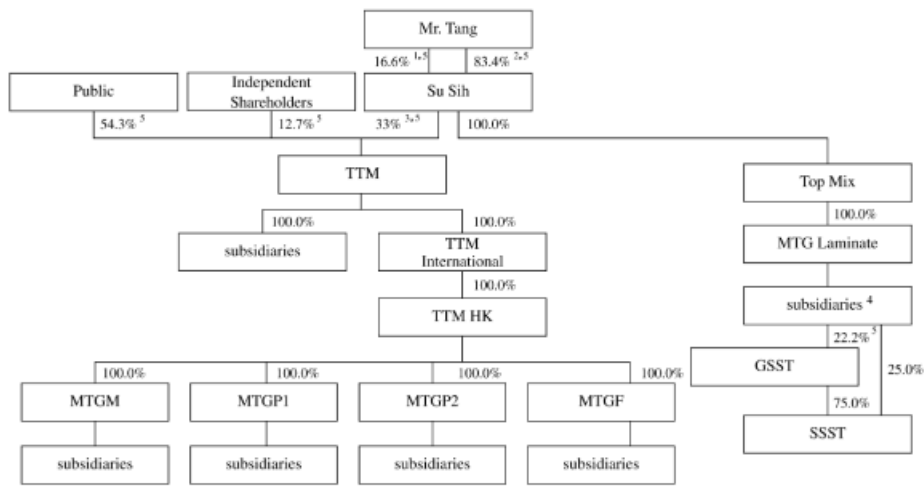 Mr. Tang
16.6% 1,5 83.4% 2,5
Public
Independent
Shareholders
Su Sih
54.3% 5 12.7% 5 33% 3,5 100.0%
TTM
Top Mix
100.0% 100.0% 100.0%
subsidiaries
TTM
International
MTG Laminate
100.0%
subsidiaries 4
TTM HK
22.2% 5
GSST
25.0%
100.0% 100.0% 100.0% 100.0%
MTGM MTGP1 MTGP2 MTGF
75.0%
SSST
subsidiaries subsidiaries subsidiaries subsidiaries